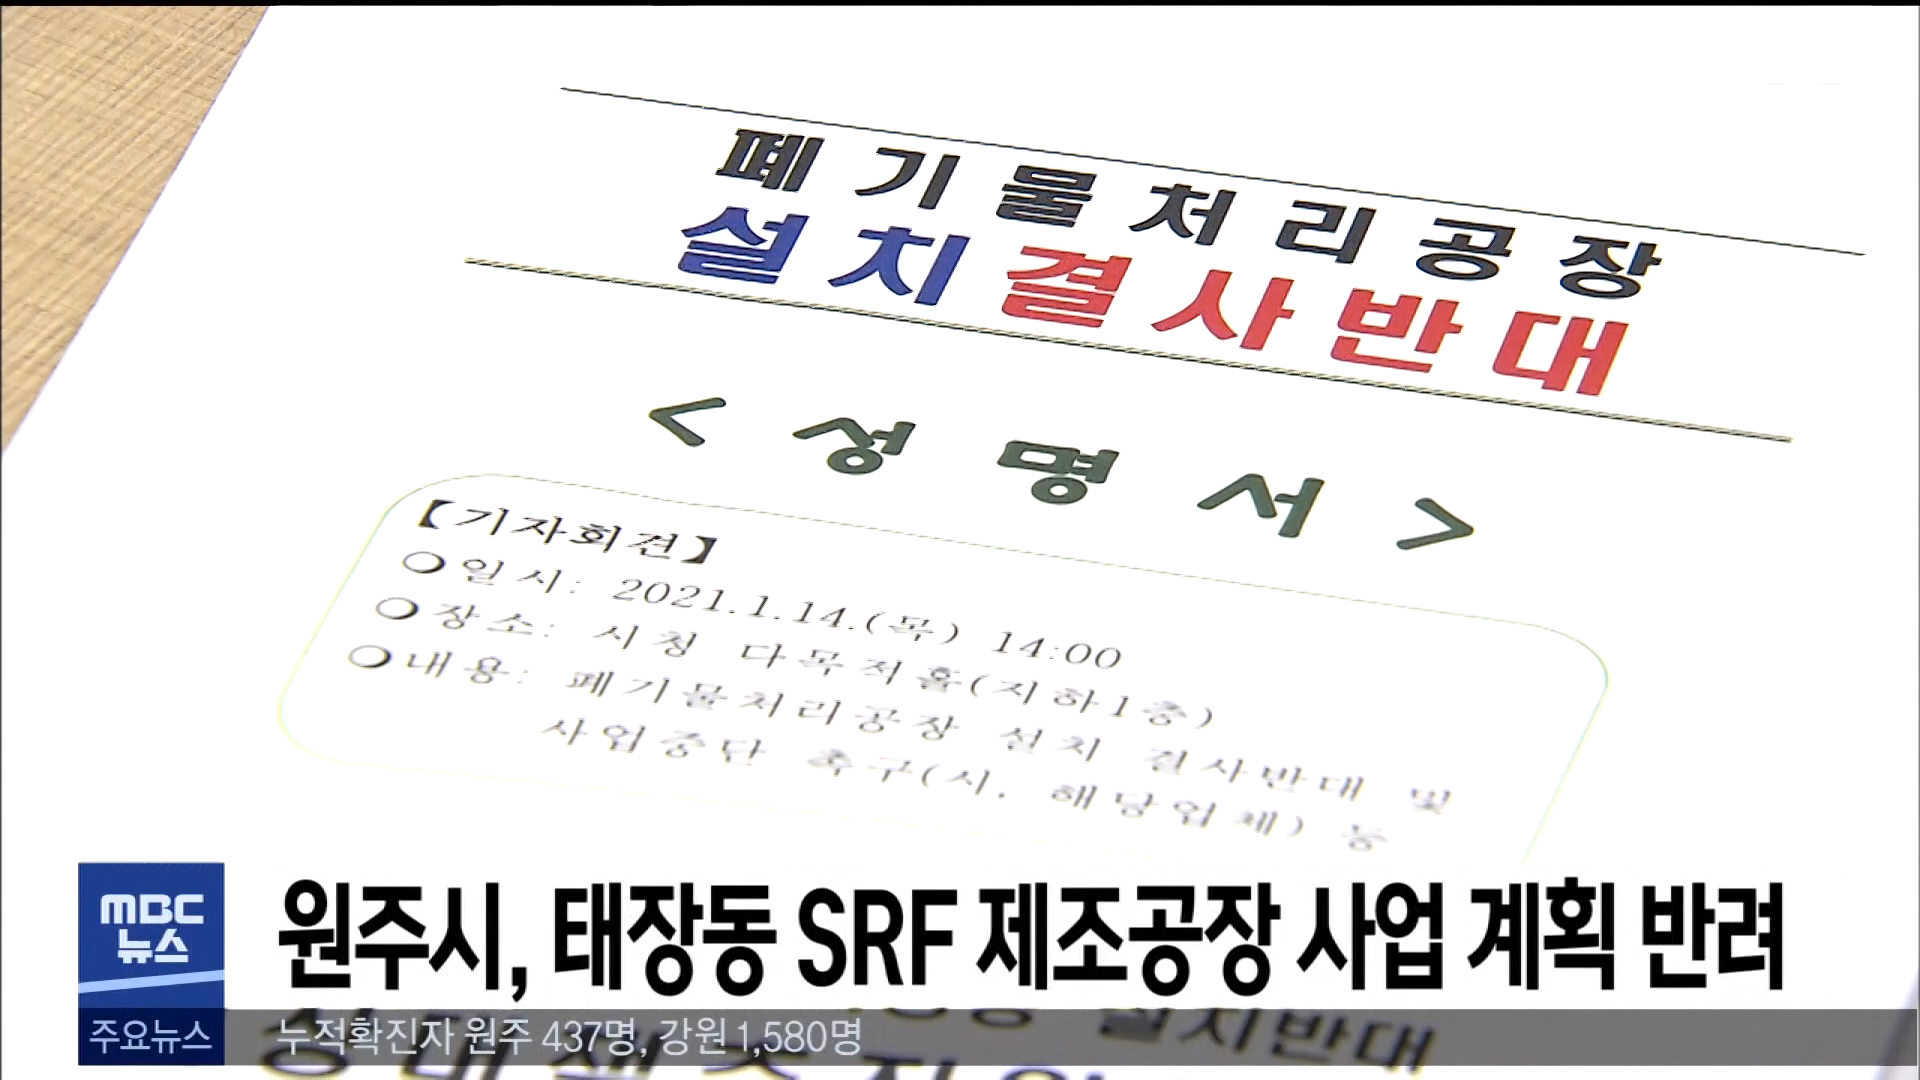 폐기물처리공장
설치결사반대
< 성명서 >
【기자회견】
❍일시: 2021.1.14.(목) 14:00
❍장소: 시청 다목적홀(지하1층)
❍내용: 폐기물처리공장 설치 결사반대 및
사업중단 촉구(시. 해당업체) 등
MBC
뉴스
원주시, 태장동 SRF 제조공장 사업 계획 반려
주요뉴스
누적확진자 원주 437명, 강원 1,580명
설치반대